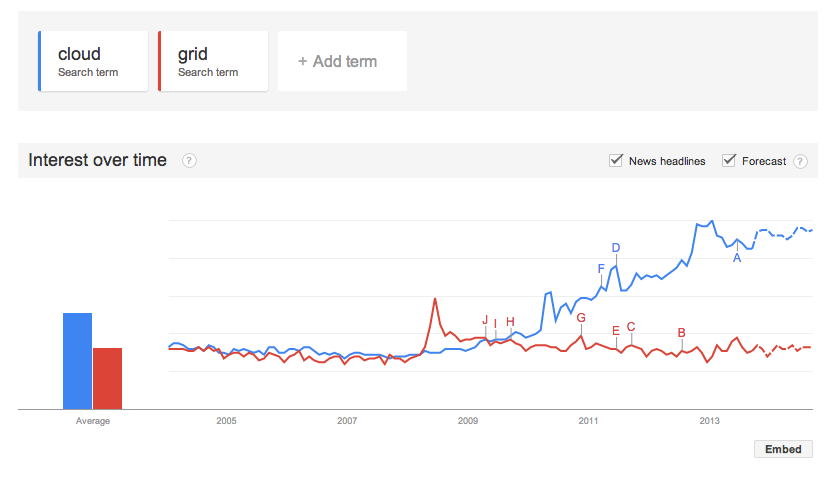 cloud
Search term
grid
Search term
+ Add term
Interest over time
?
News headlines
Forecast
?
D
F
A
J
I
H
G
E
C
B
Average
2005
2007
2009
2011
2013
Embed